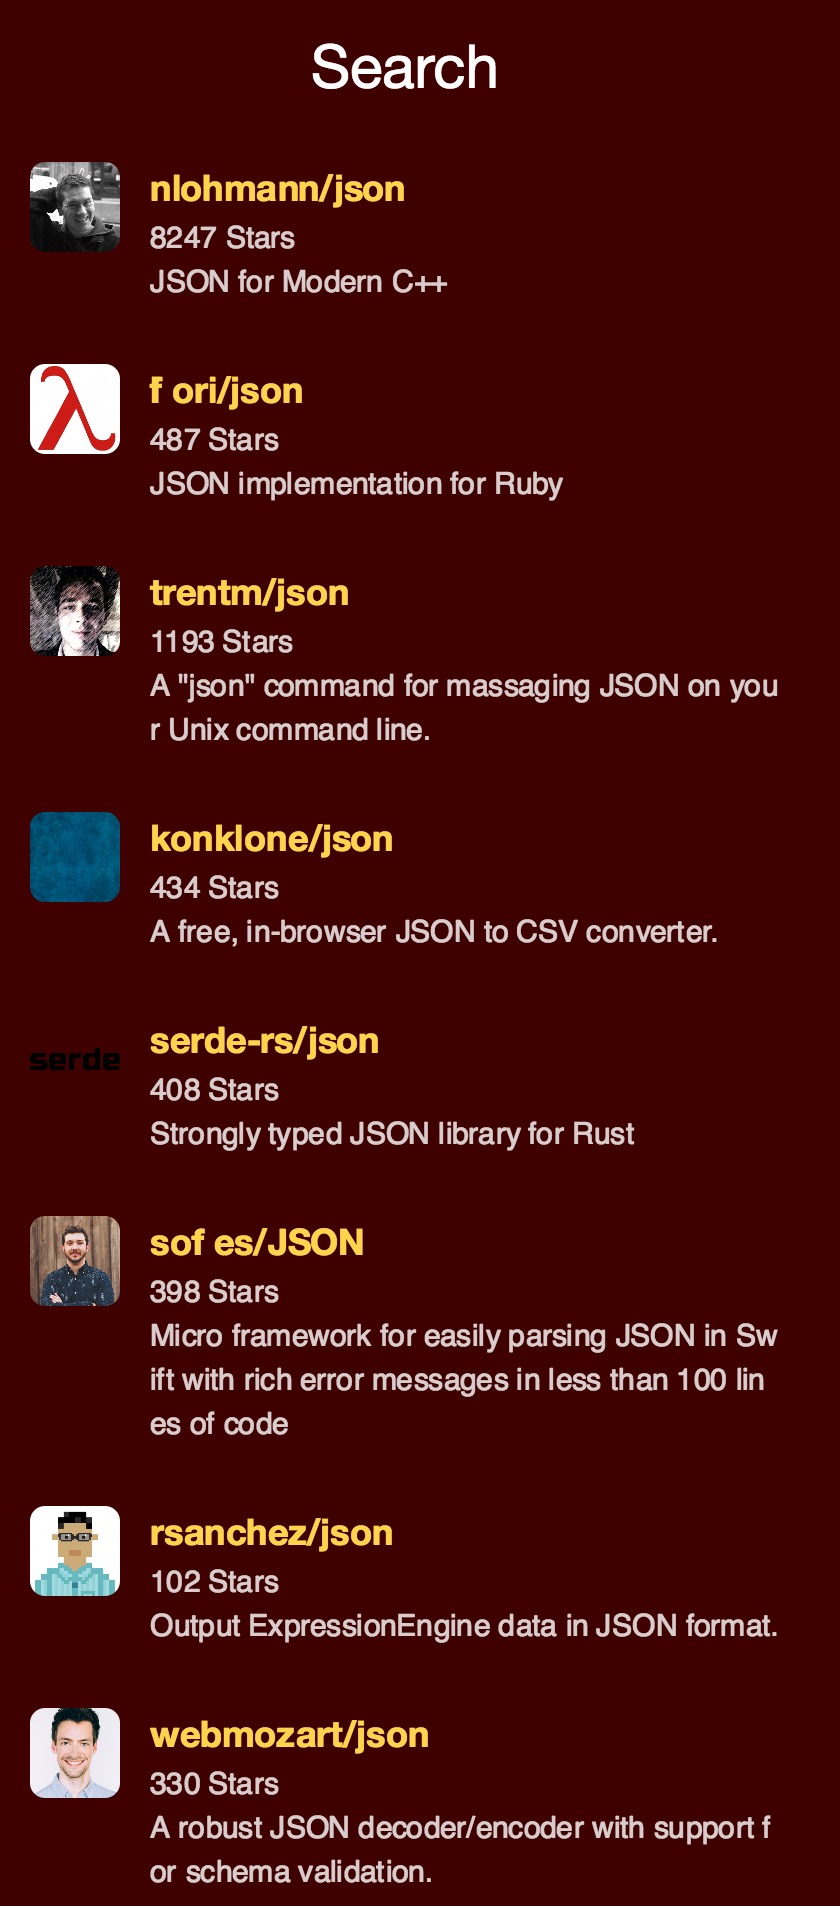 Search
nlohmann/json
8247 Stars
JSON for Modern C++
f ori/json
487 Stars
JSON implementation for Ruby
trentm/json
1193 Stars
A "json" command for massaging JSON on you
r Unix command line.
konklone/json
434 Stars
A free, in-browser JSON to CSV converter.
serde
serde-rs/json
408 Stars
Strongly typed JSON library for Rust
sof es/JSON
398 Stars
Micro framework for easily parsing JSON in Sw
ift with rich error messages in less than 100 lin
es of code
rsanchez/json
102 Stars
Output ExpressionEngine data in JSON format.
webmozart/json
330 Stars
A robust JSON decoder/encoder with support f
or schema validation.